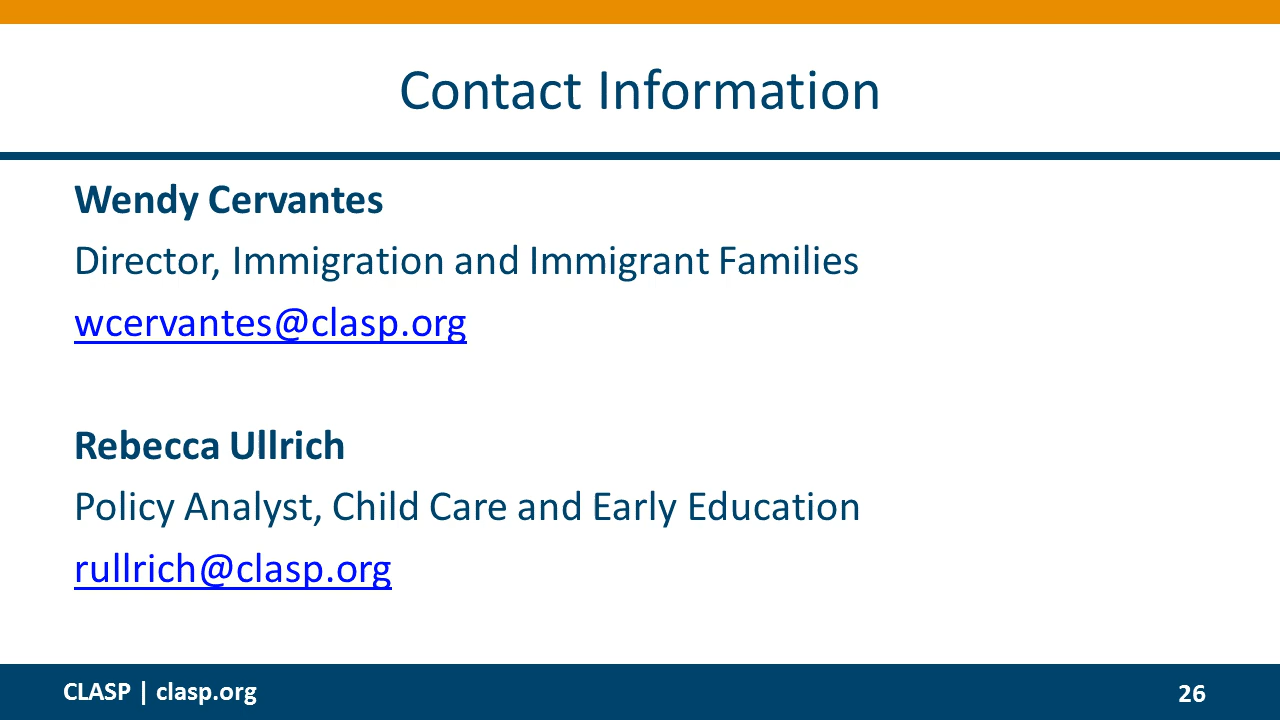 Contact Information
Wendy Cervantes
Director, Immigration and Immigrant Families
wcervantes@clasp.org
Rebecca Ullrich
Policy Analyst, Child Care and Early Education
rullrich@clasp.org
CLASP | clasp.org
26